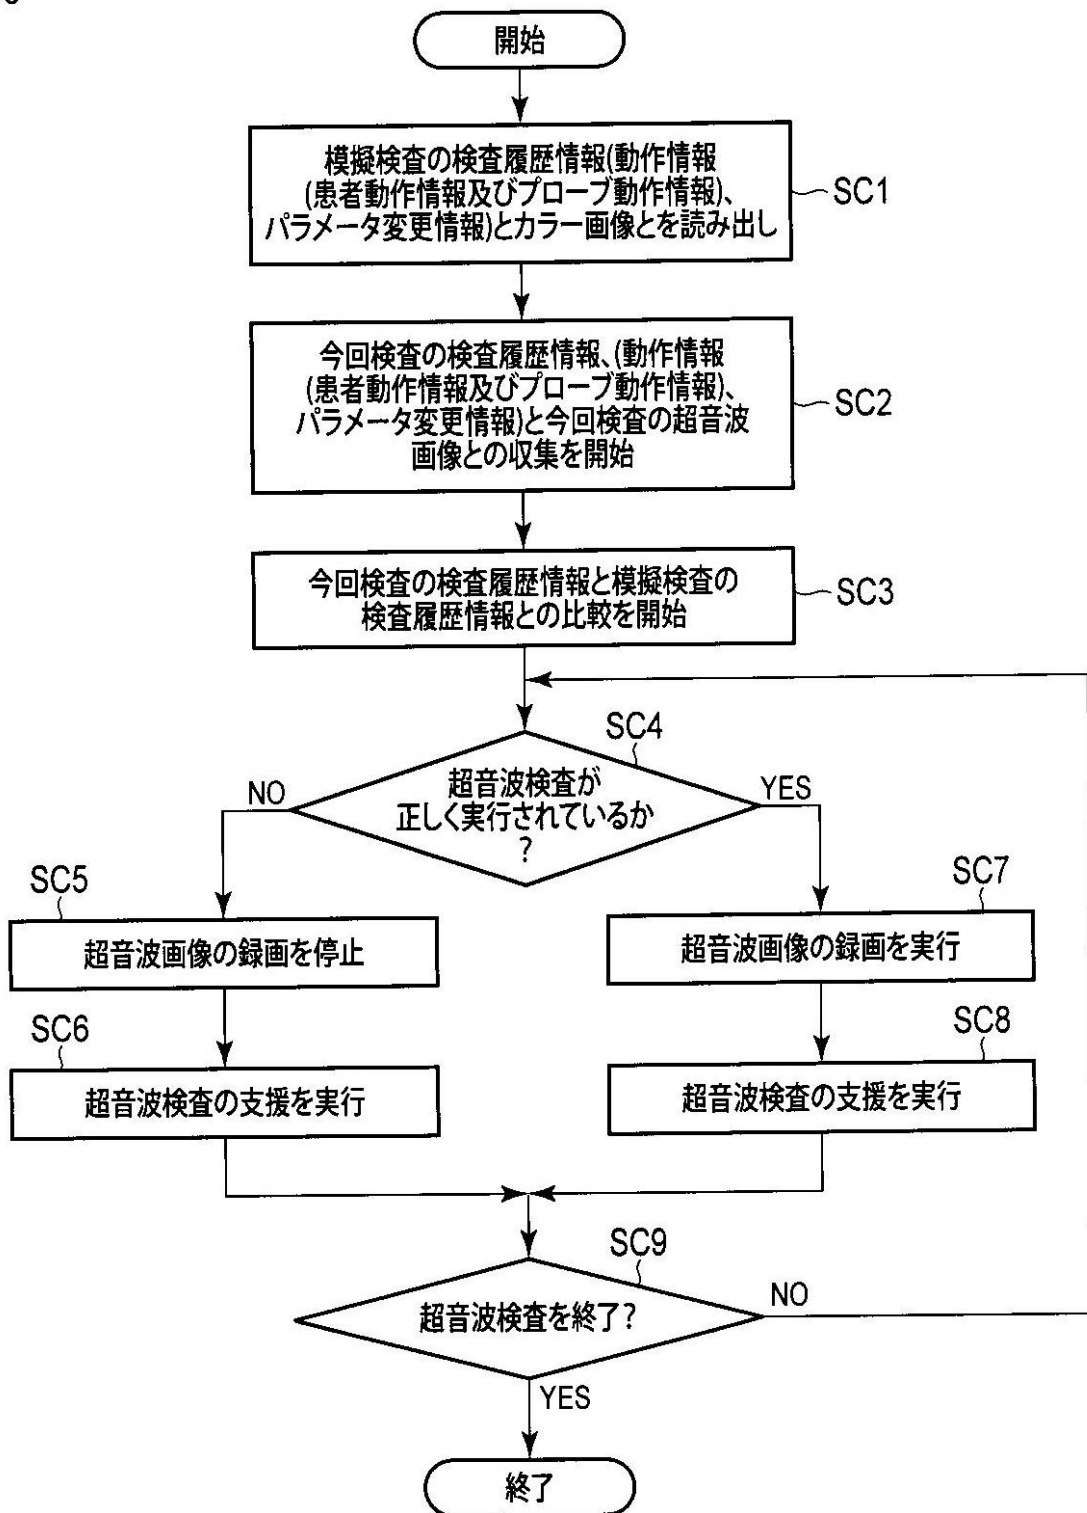 開始
模擬検査の検査履歴情報(動作情報
(患者動作情報及びプローブ動作情報)、
パラメータ変更情報)とカラー画像とを読み出し
SC1
今回検査の検査履歴情報、(動作情報
(患者動作情報及びプローブ動作情報)、
パラメータ変更情報)と今回検査の超音波
画像との収集を開始
SC2
今回検査の検査履歴情報と模擬検査の
検査履歴情報との比較を開始
SC3
SC4
超音波検査が
正しく実行されているか
?
NO
YES
SC5
超音波画像の録画を停止
SC7
超音波画像の録画を実行
SC6
超音波検査の支援を実行
SC8
超音波検査の支援を実行
SC9
超音波検査を終了?
NO
YES
終了